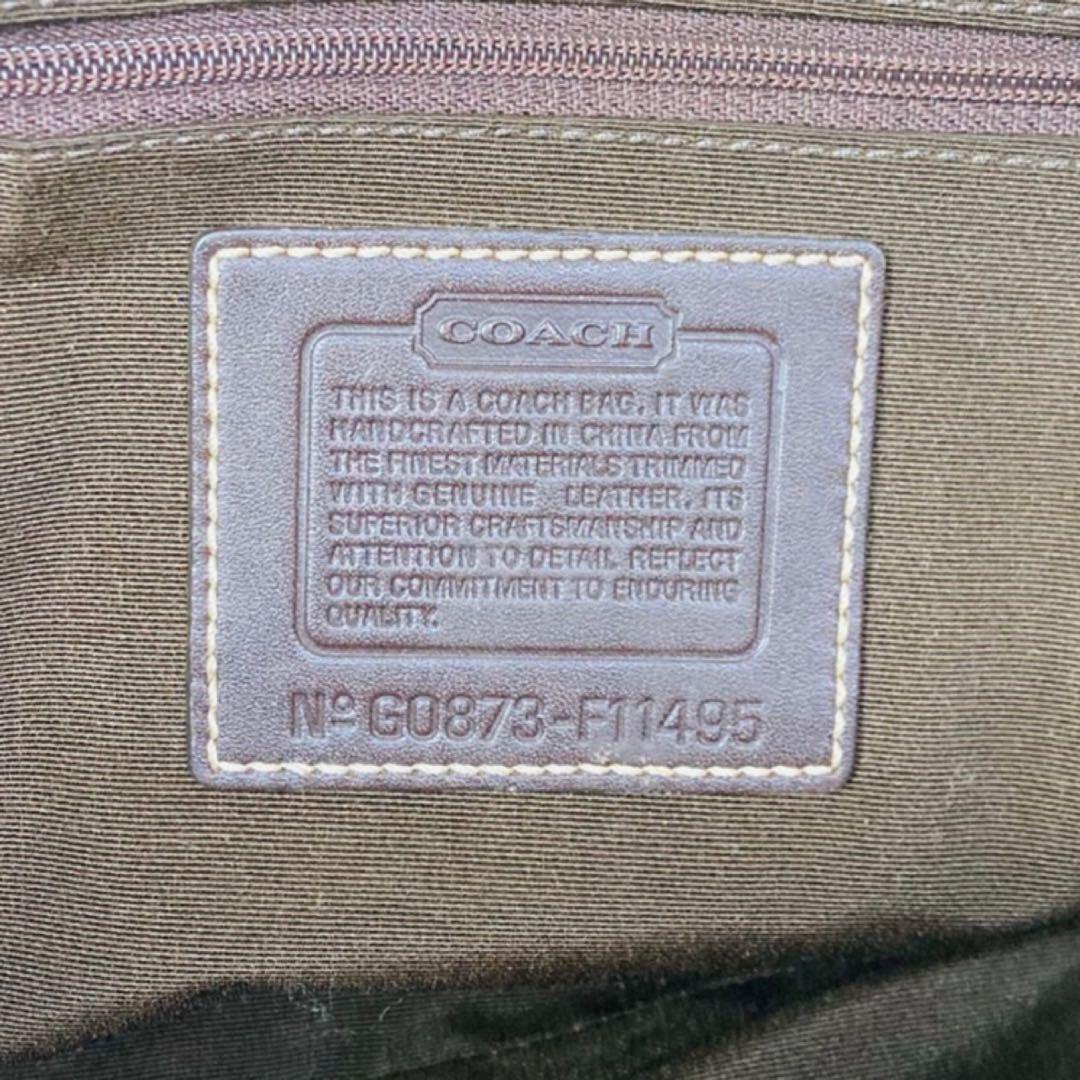 COACH
THIS IS A COACH BAG. IT WAS
HANDCRAFTED IN CHINA FROM
THE FINEST MATERIALS TRIMMED
WITH GENUINE LEATHER. ITS
SUPERIOR CRAFTSMANSHIP AND
ATTENTION TO DETAIL REFLECT
OUR COMMITMENT TO ENDURING
QUALITY.
Nº G0873-F11495